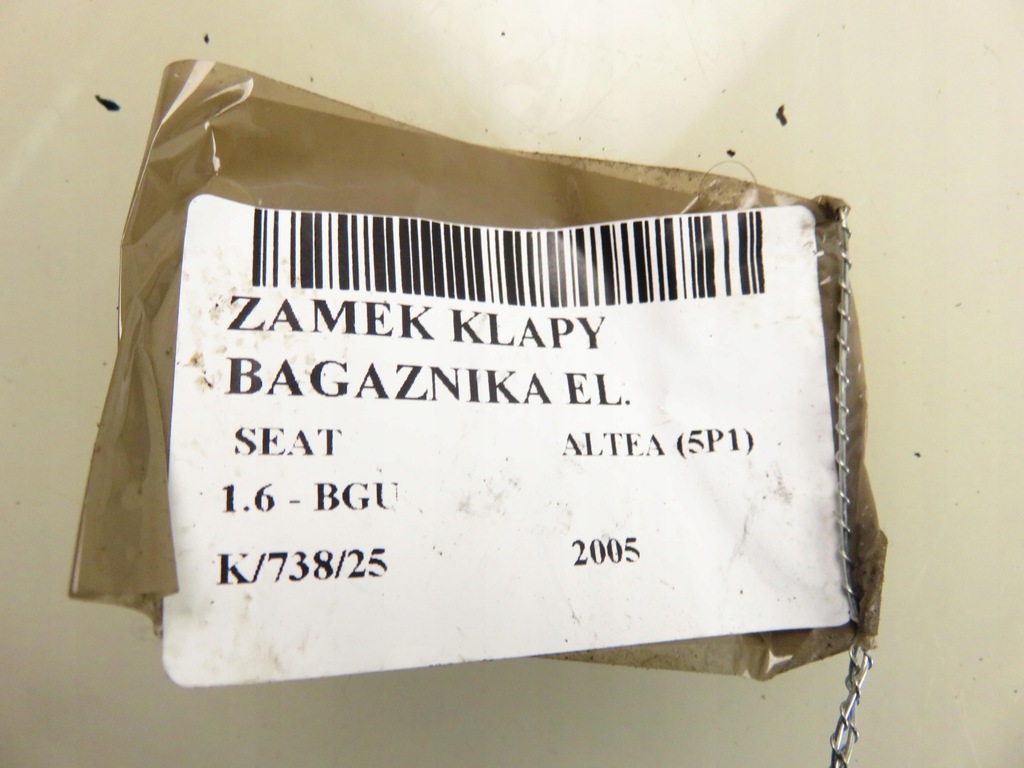 ZAMEK KLAPY
BAGAZNIKA EL.
SEAT ALTEA (5P1)
1.6 - BGU
K/738/25 2005